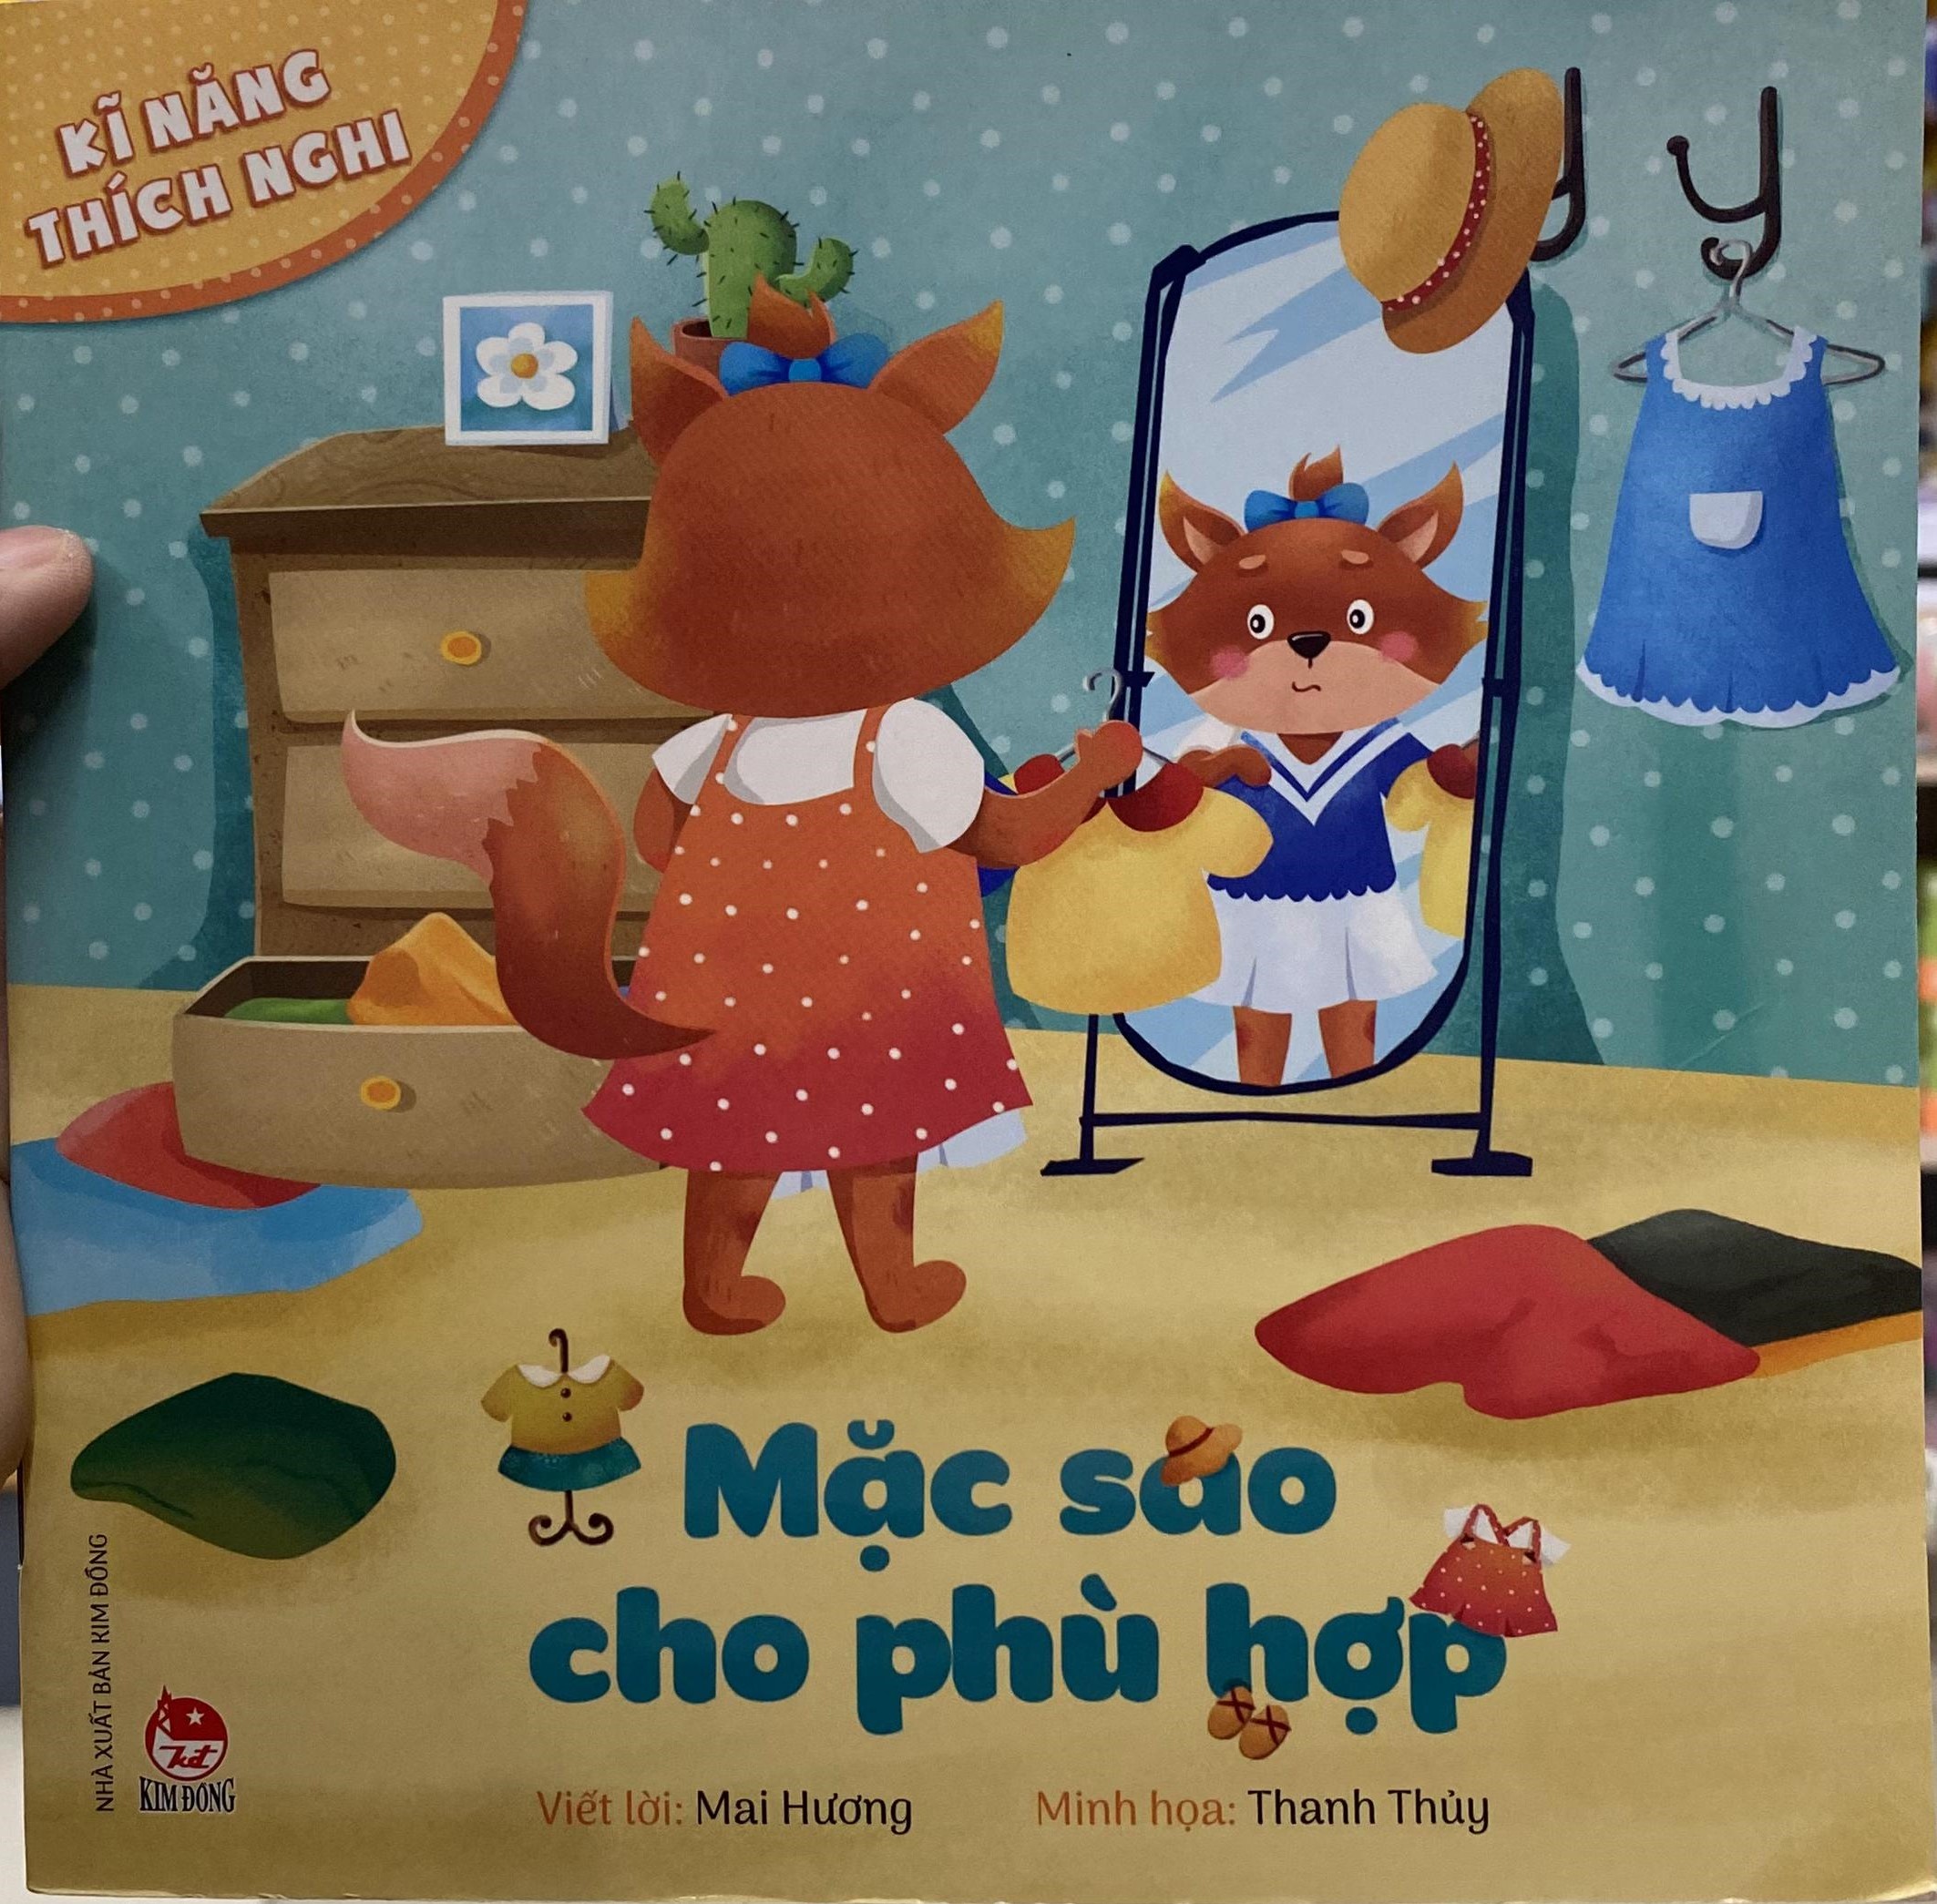 KĨ NĂNG
THÍCH NGHI
Mặc sao
cho phù hợp
Viết lời: Mai Hương
Minh họa: Thanh Thủy
NHÀ XUẤT BẢN KIM ĐỒNG
kđ
KIM ĐỒNG